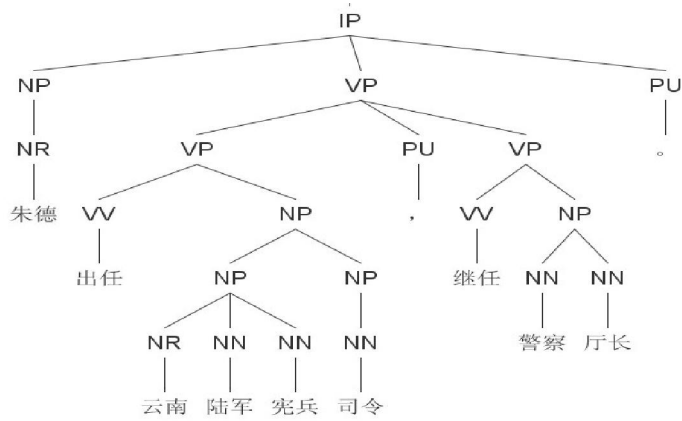 IP
NP VP PU
NR VP PU VP 。
朱德 VV NP ， VV NP
出任 NP NP 继任 NN NN
NR NN NN NN 警察 厅长
云南 陆军 宪兵 司令